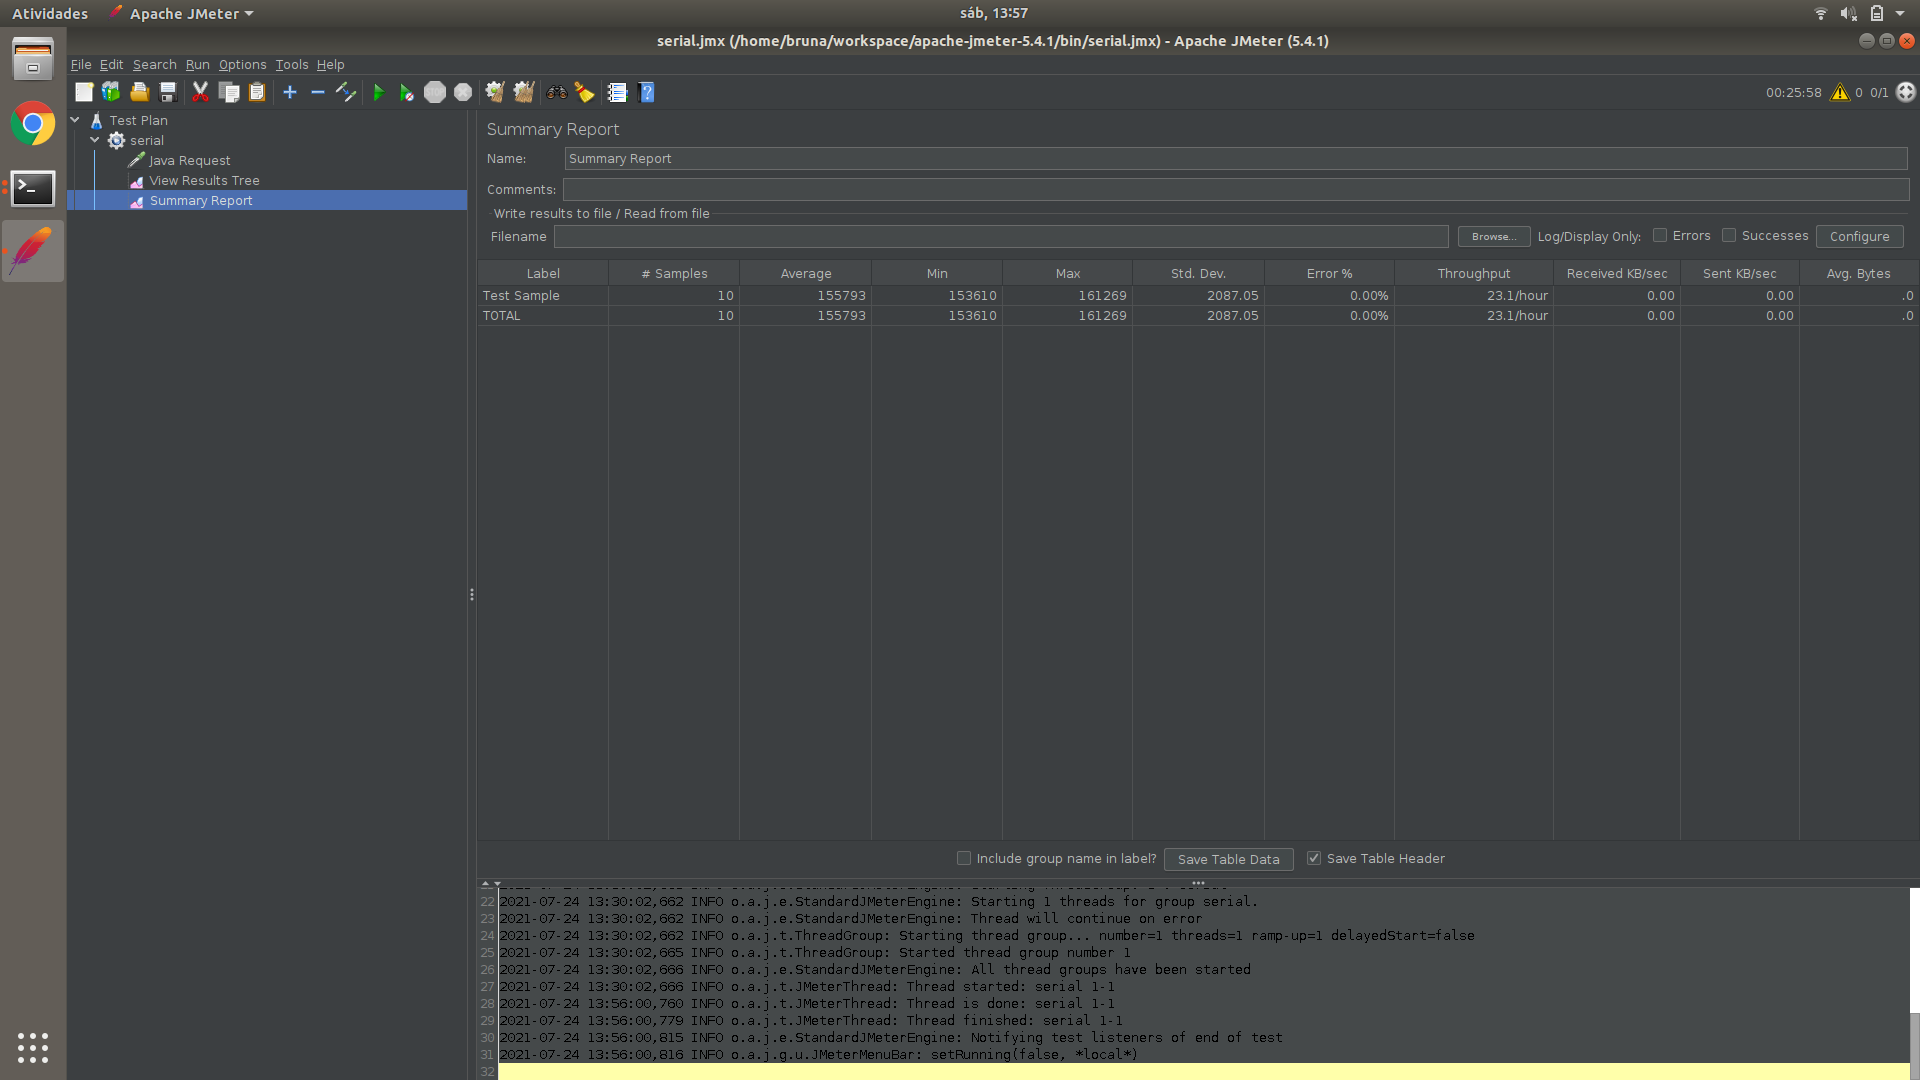 Atividades Apache JMeter sáb, 13:57
serial.jmx (/home/bruna/workspace/apache-jmeter-5.4.1/bin/serial.jmx) - Apache JMeter (5.4.1)
File Edit Search Run Options Tools Help
STOP 00:25:58 0 0/1
Test Plan
serial
Java Request
View Results Tree
Summary Report
Summary Report
Name: Summary Report
Comments:
Write results to file / Read from file
Filename Browse... Log/Display Only: Errors Successes Configure
Label # Samples Average Min Max Std. Dev. Error % Throughput Received KB/sec Sent KB/sec Avg. Bytes
Test Sample 10 155793 153610 161269 2087.05 0.00% 23.1/hour 0.00 0.00 .0
TOTAL 10 155793 153610 161269 2087.05 0.00% 23.1/hour 0.00 0.00 .0
Include group name in label? Save Table Data Save Table Header
22 2021-07-24 13:30:02,662 INFO o.a.j.e.StandardJMeterEngine: Starting 1 threads for group serial.
23 2021-07-24 13:30:02,662 INFO o.a.j.e.StandardJMeterEngine: Thread will continue on error
24 2021-07-24 13:30:02,662 INFO o.a.j.t.ThreadGroup: Starting thread group... number=1 threads=1 ramp-up=1 delayedStart=false
25 2021-07-24 13:30:02,665 INFO o.a.j.t.ThreadGroup: Started thread group number 1
26 2021-07-24 13:30:02,666 INFO o.a.j.e.StandardJMeterEngine: All thread groups have been started
27 2021-07-24 13:30:02,666 INFO o.a.j.t.JMeterThread: Thread started: serial 1-1
28 2021-07-24 13:56:00,760 INFO o.a.j.t.JMeterThread: Thread is done: serial 1-1
29 2021-07-24 13:56:00,779 INFO o.a.j.t.JMeterThread: Thread finished: serial 1-1
30 2021-07-24 13:56:00,815 INFO o.a.j.e.StandardJMeterEngine: Notifying test listeners of end of test
31 2021-07-24 13:56:00,816 INFO o.a.j.g.u.JMeterMenuBar: setRunning(false, *local*)
32